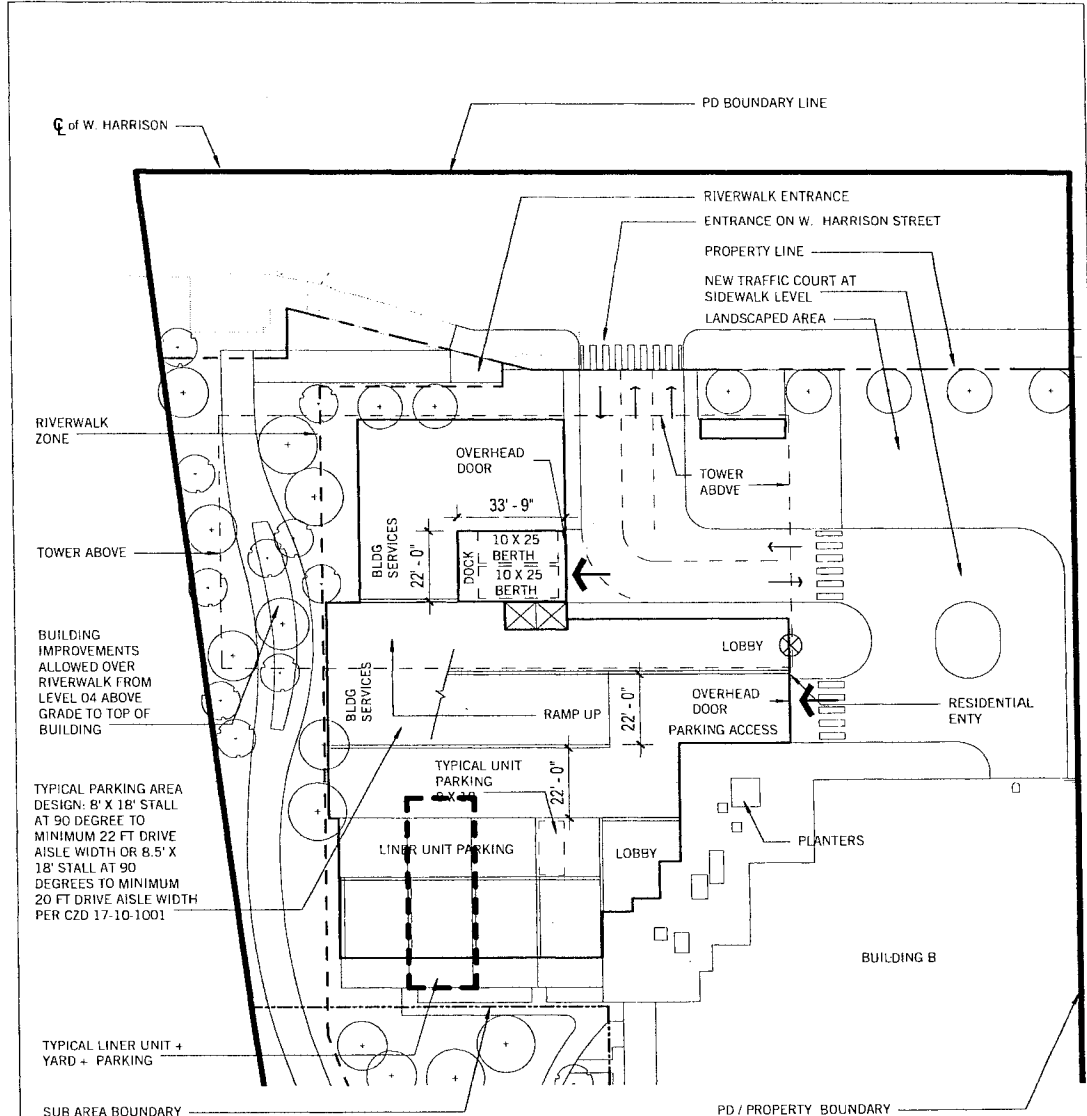 PD BOUNDARY LINE
℄ of W. HARRISON
RIVERWALK ENTRANCE
ENTRANCE ON W. HARRISON STREET
PROPERTY LINE
NEW TRAFFIC COURT AT
SIDEWALK LEVEL
LANDSCAPED AREA
RIVERWALK
ZONE
OVERHEAD
DOOR
TOWER
ABOVE
33' - 9"
BLDG
SERVICES
22' - 0"
DOCK
10 X 25
BERTH
10 X 25
BERTH
TOWER ABOVE
BUILDING
IMPROVEMENTS
ALLOWED OVER
RIVERWALK FROM
LEVEL 04 ABOVE
GRADE TO TOP OF
BUILDING
LOBBY
BLDG
SERVICES
RAMP UP
22' - 0"
OVERHEAD
DOOR
PARKING ACCESS
RESIDENTIAL
ENTY
TYPICAL UNIT
PARKING
22' - 0"
TYPICAL PARKING AREA
DESIGN: 8' X 18' STALL
AT 90 DEGREE TO
MINIMUM 22 FT DRIVE
AISLE WIDTH OR 8.5' X
18' STALL AT 90
DEGREES TO MINIMUM
20 FT DRIVE AISLE WIDTH
PER CZD 17-10-1001
PLANTERS
LINER UNIT PARKING
LOBBY
BUILDING B
TYPICAL LINER UNIT +
YARD + PARKING
SUB AREA BOUNDARY
PD / PROPERTY BOUNDARY